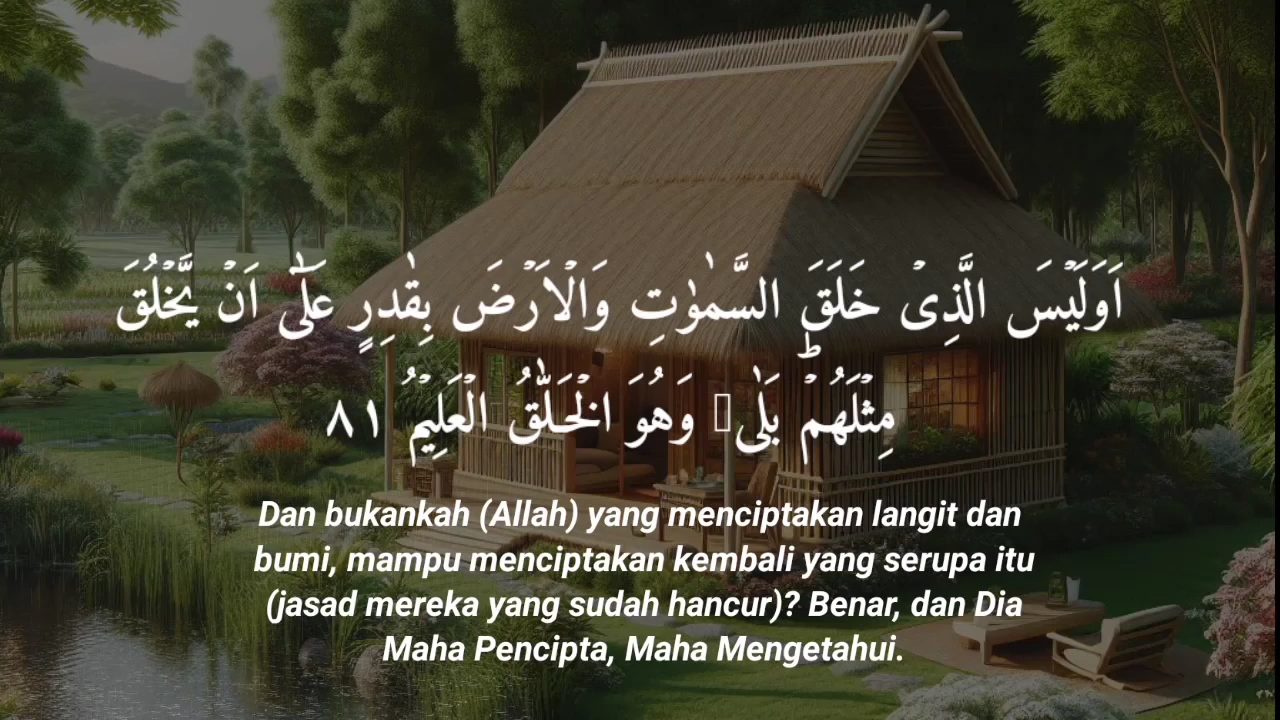 اَوَلَيْسَ الَّذِيْ خَلَقَ السَّمٰوٰتِ وَالْاَرْضَ بِقٰدِرٍ عَلٰٓى اَنْ يَّخْلُقَ
مِثْلَهُمْ ۗ بَلٰى وَهُوَ الْخَلّٰقُ الْعَلِيْمُ ٨١
Dan bukankah (Allah) yang menciptakan langit dan
bumi, mampu menciptakan kembali yang serupa itu
(jasad mereka yang sudah hancur)? Benar, dan Dia
Maha Pencipta, Maha Mengetahui.